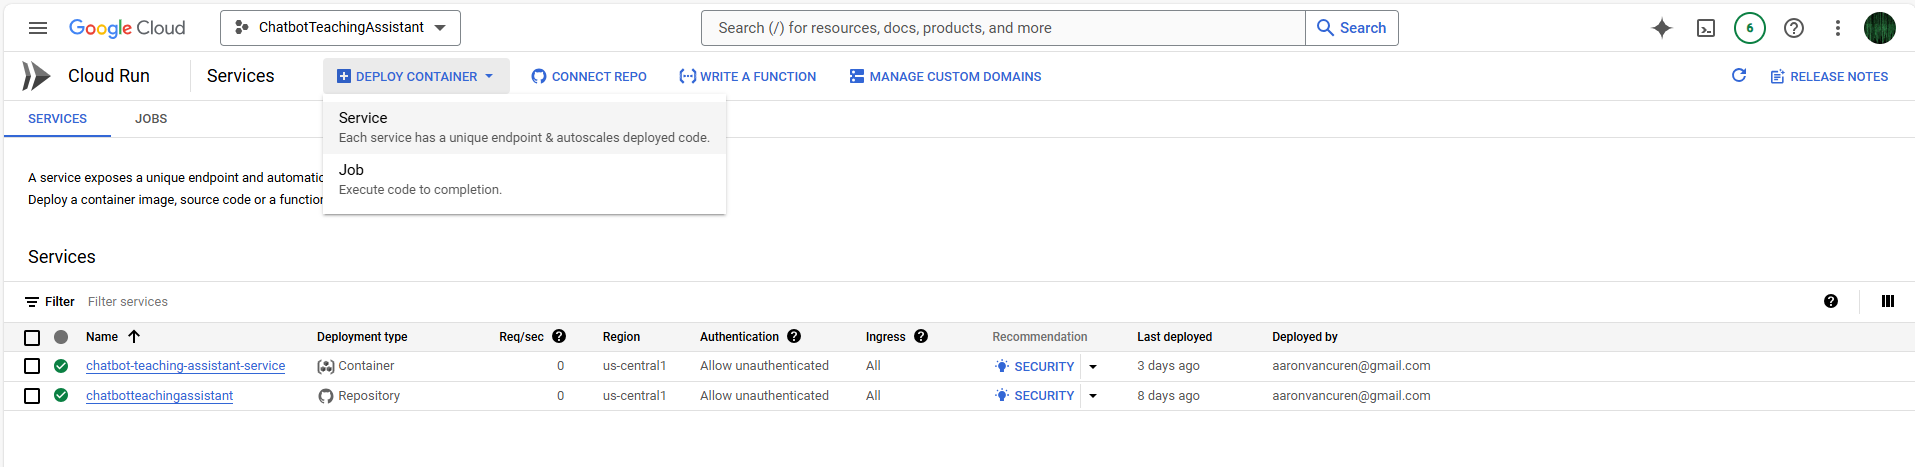 Google Cloud
ChatbotTeachingAssistant
Search (/) for resources, docs, products, and more
Search
6
Cloud Run
Services
DEPLOY CONTAINER
CONNECT REPO
WRITE A FUNCTION
MANAGE CUSTOM DOMAINS
RELEASE NOTES
SERVICES
JOBS
Service
Each service has a unique endpoint & autoscales deployed code.
Job
Execute code to completion.
A service exposes a unique endpoint and automatic
Deploy a container image, source code or a function
Services
Filter Filter services
Name Deployment type Req/sec Region Authentication Ingress Recommendation Last deployed Deployed by
chatbot-teaching-assistant-service Container 0 us-central1 Allow unauthenticated All SECURITY 3 days ago aaronvancuren@gmail.com
chatbotteachingassistant Repository 0 us-central1 Allow unauthenticated All SECURITY 8 days ago aaronvancuren@gmail.com